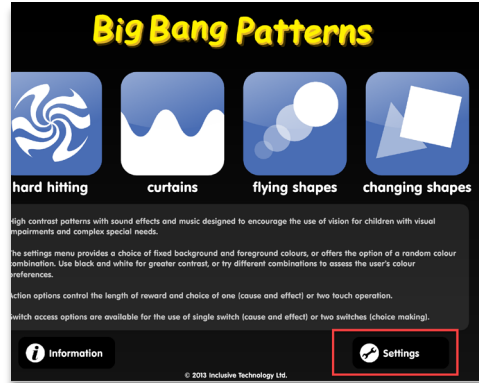 Big Bang Patterns
hard hitting
curtains
flying shapes
changing shapes
High contrast patterns with sound effects and music designed to encourage the use of vision for children with visual
impairments and complex special needs.
The settings menu provides a choice of fixed background and foreground colours, or offers the option of a random colour
combination. Use black and white for greater contrast, or try different combinations to assess the user's colour
preferences.
Action options control the length of reward and choice of one (cause and effect) or two touch operation.
Switch access options are available for the use of single switch (cause and effect) or two switches (choice making).
i Information
Settings
© 2013 Inclusive Technology Ltd.